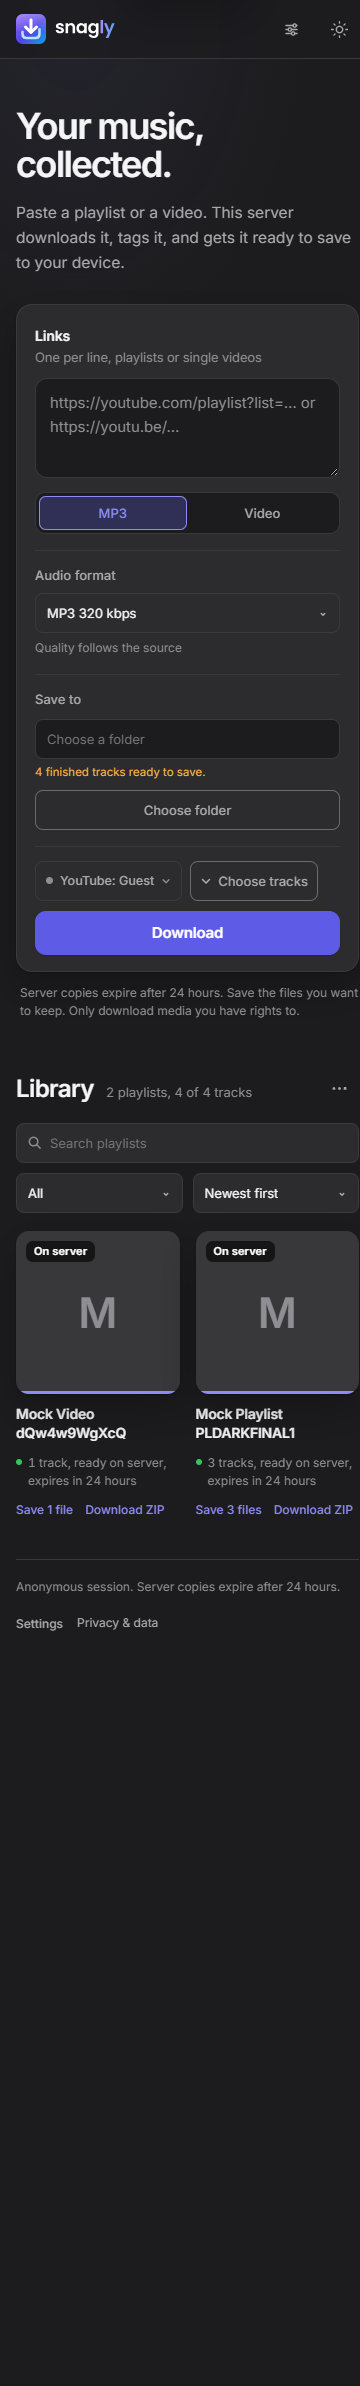 snagly
Your music,
collected.
Paste a playlist or a video. This server
downloads it, tags it, and gets it ready to save
to your device.
Links
One per line, playlists or single videos
https://youtube.com/playlist?list=... or
https://youtu.be/...
MP3
Video
Audio format
MP3 320 kbps
Quality follows the source
Save to
Choose a folder
4 finished tracks ready to save.
Choose folder
YouTube: Guest
Choose tracks
Download
Server copies expire after 24 hours. Save the files you want
to keep. Only download media you have rights to.
Library 2 playlists, 4 of 4 tracks
Search playlists
All
Newest first
On server
M
Mock Video
dQw4w9WgXcQ
1 track, ready on server,
expires in 24 hours
Save 1 file Download ZIP
On server
M
Mock Playlist
PLDARKFINAL1
3 tracks, ready on server,
expires in 24 hours
Save 3 files Download ZIP
Anonymous session. Server copies expire after 24 hours.
Settings Privacy & data